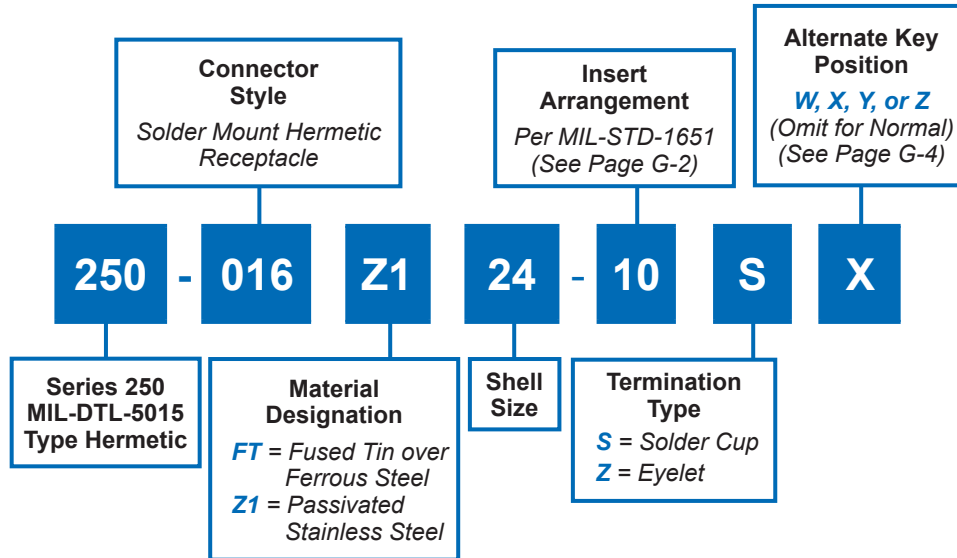 Connector
Style
Solder Mount Hermetic
Receptacle
Insert
Arrangement
Per MIL-STD-1651
(See Page G-2)
Alternate Key
Position
W, X, Y, or Z
(Omit for Normal)
(See Page G-4)
250 - 016 Z1 24 - 10 S X
Series 250
MIL-DTL-5015
Type Hermetic
Material
Designation
FT = Fused Tin over
Ferrous Steel
Z1 = Passivated
Stainless Steel
Shell
Size
Termination
Type
S = Solder Cup
Z = Eyelet